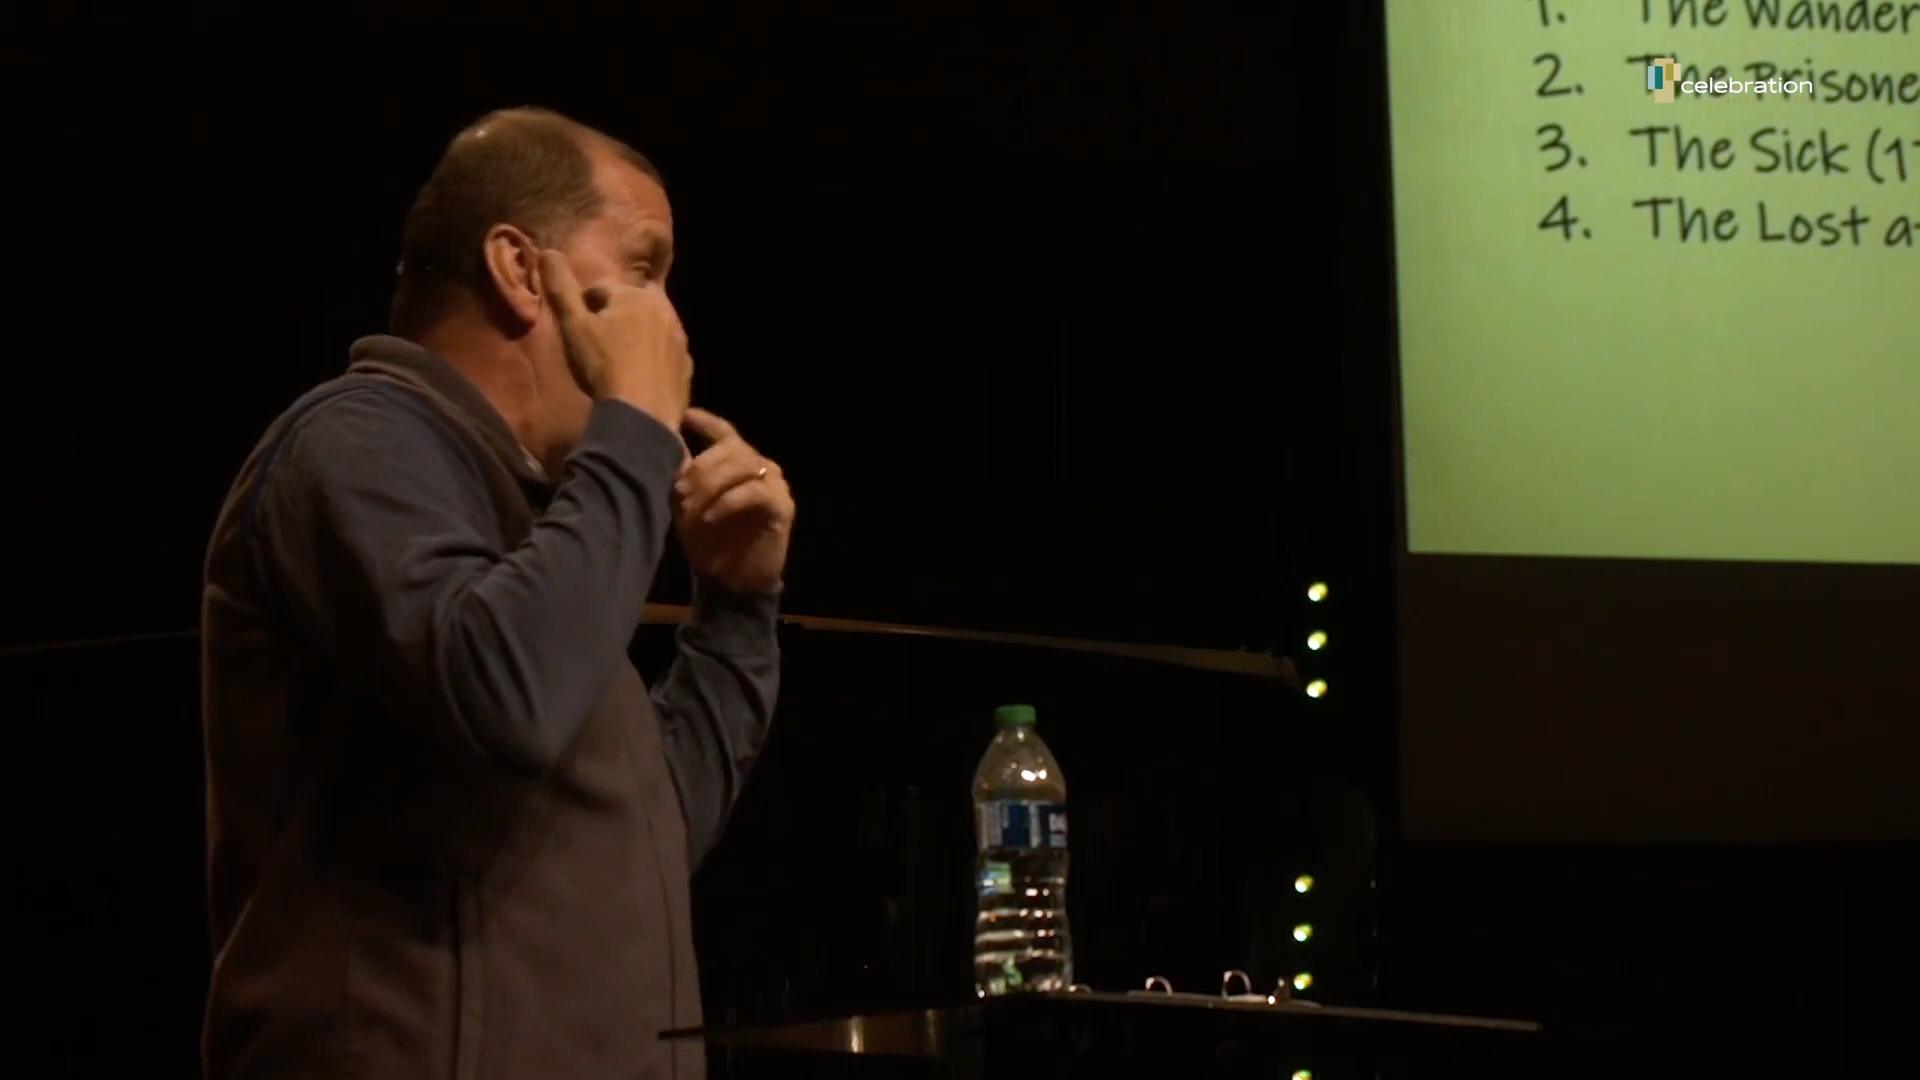 1. The Wander
2. The Prisone
celebration
3. The Sick (1
4. The Lost a